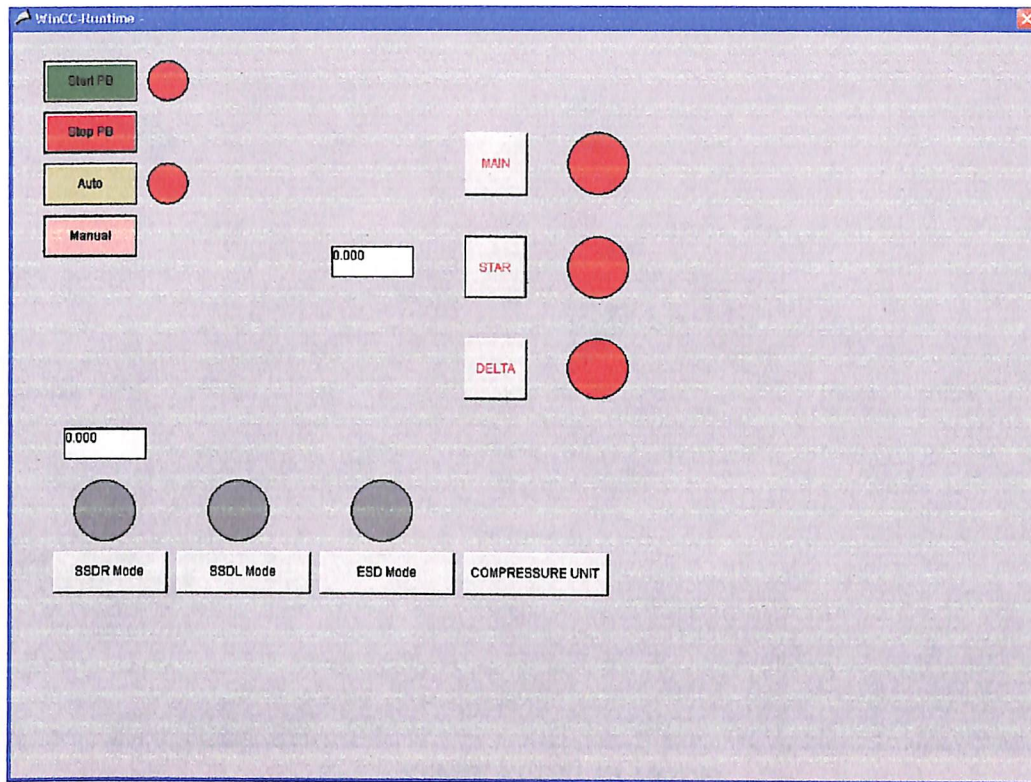 WinCC-Runtime -
Start PB
Stop PB
Auto
Manual
MAIN
0.000
STAR
DELTA
0.000
SSDR Mode
SSDL Mode
ESD Mode
COMPRESSURE UNIT